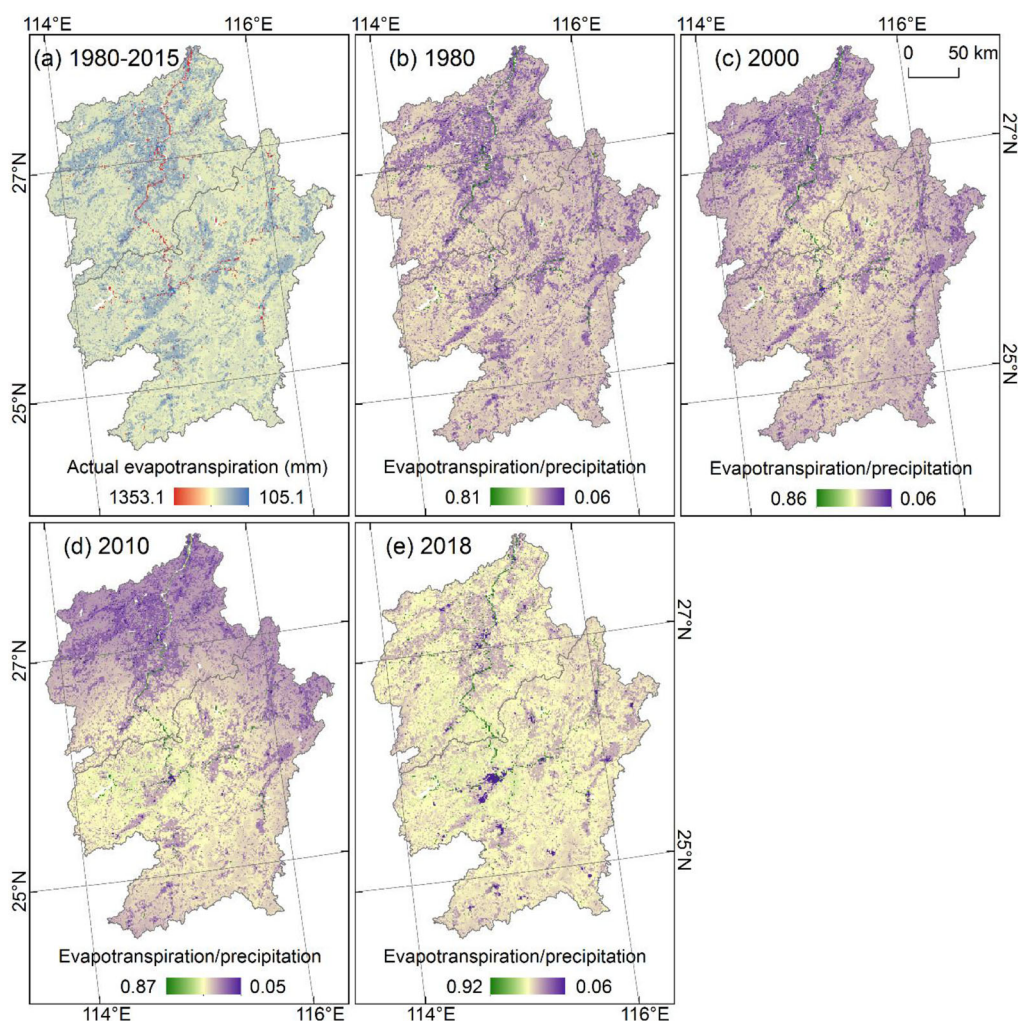 114°E
116°E
114°E
116°E
(a) 1980-2015
(b) 1980
(c) 2000
0 50 km
27°N
27°N
25°N
25°N
Actual evapotranspiration (mm)
1353.1 105.1
Evapotranspiration/precipitation
0.81 0.06
Evapotranspiration/precipitation
0.86 0.06
(d) 2010
(e) 2018
27°N
27°N
25°N
25°N
Evapotranspiration/precipitation
0.87 0.05
Evapotranspiration/precipitation
0.92 0.06
114°E
116°E
114°E
116°E